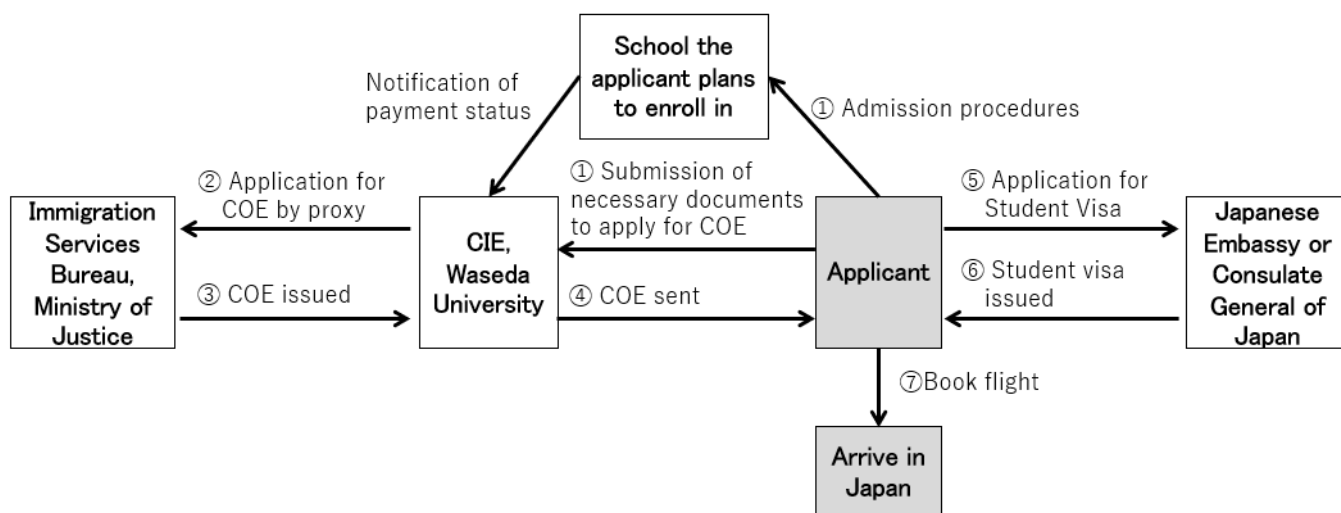 School the
applicant plans
to enroll in
Notification of
payment status
① Admission procedures
① Submission of
necessary documents
to apply for COE
② Application for
COE by proxy
⑤ Application for
Student Visa
Immigration
Services
Bureau,
Ministry of
Justice
CIE,
Waseda
University
Applicant
Japanese
Embassy or
Consulate
General of
Japan
③ COE issued
④ COE sent
⑥ Student visa
issued
⑦Book flight
Arrive in
Japan